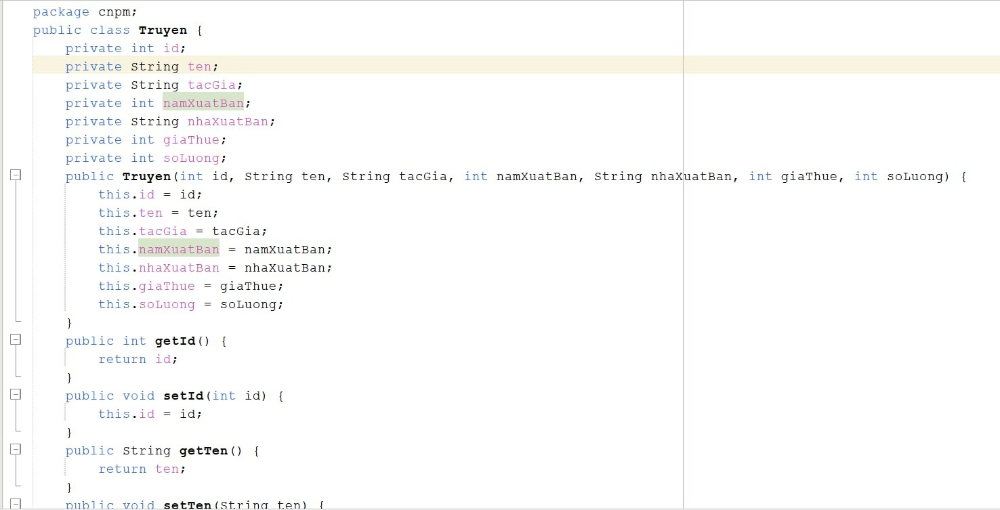 package cnpm;
public class Truyen {
    private int id;
    private String ten;
    private String tacGia;
    private int namXuatBan;
    private String nhaXuatBan;
    private int giaThue;
    private int soLuong;
    public Truyen(int id, String ten, String tacGia, int namXuatBan, String nhaXuatBan, int giaThue, int soLuong) {
        this.id = id;
        this.ten = ten;
        this.tacGia = tacGia;
        this.namXuatBan = namXuatBan;
        this.nhaXuatBan = nhaXuatBan;
        this.giaThue = giaThue;
        this.soLuong = soLuong;
    }
    public int getId() {
        return id;
    }
    public void setId(int id) {
        this.id = id;
    }
    public String getTen() {
        return ten;
    }
    public void setTen(String ten) {